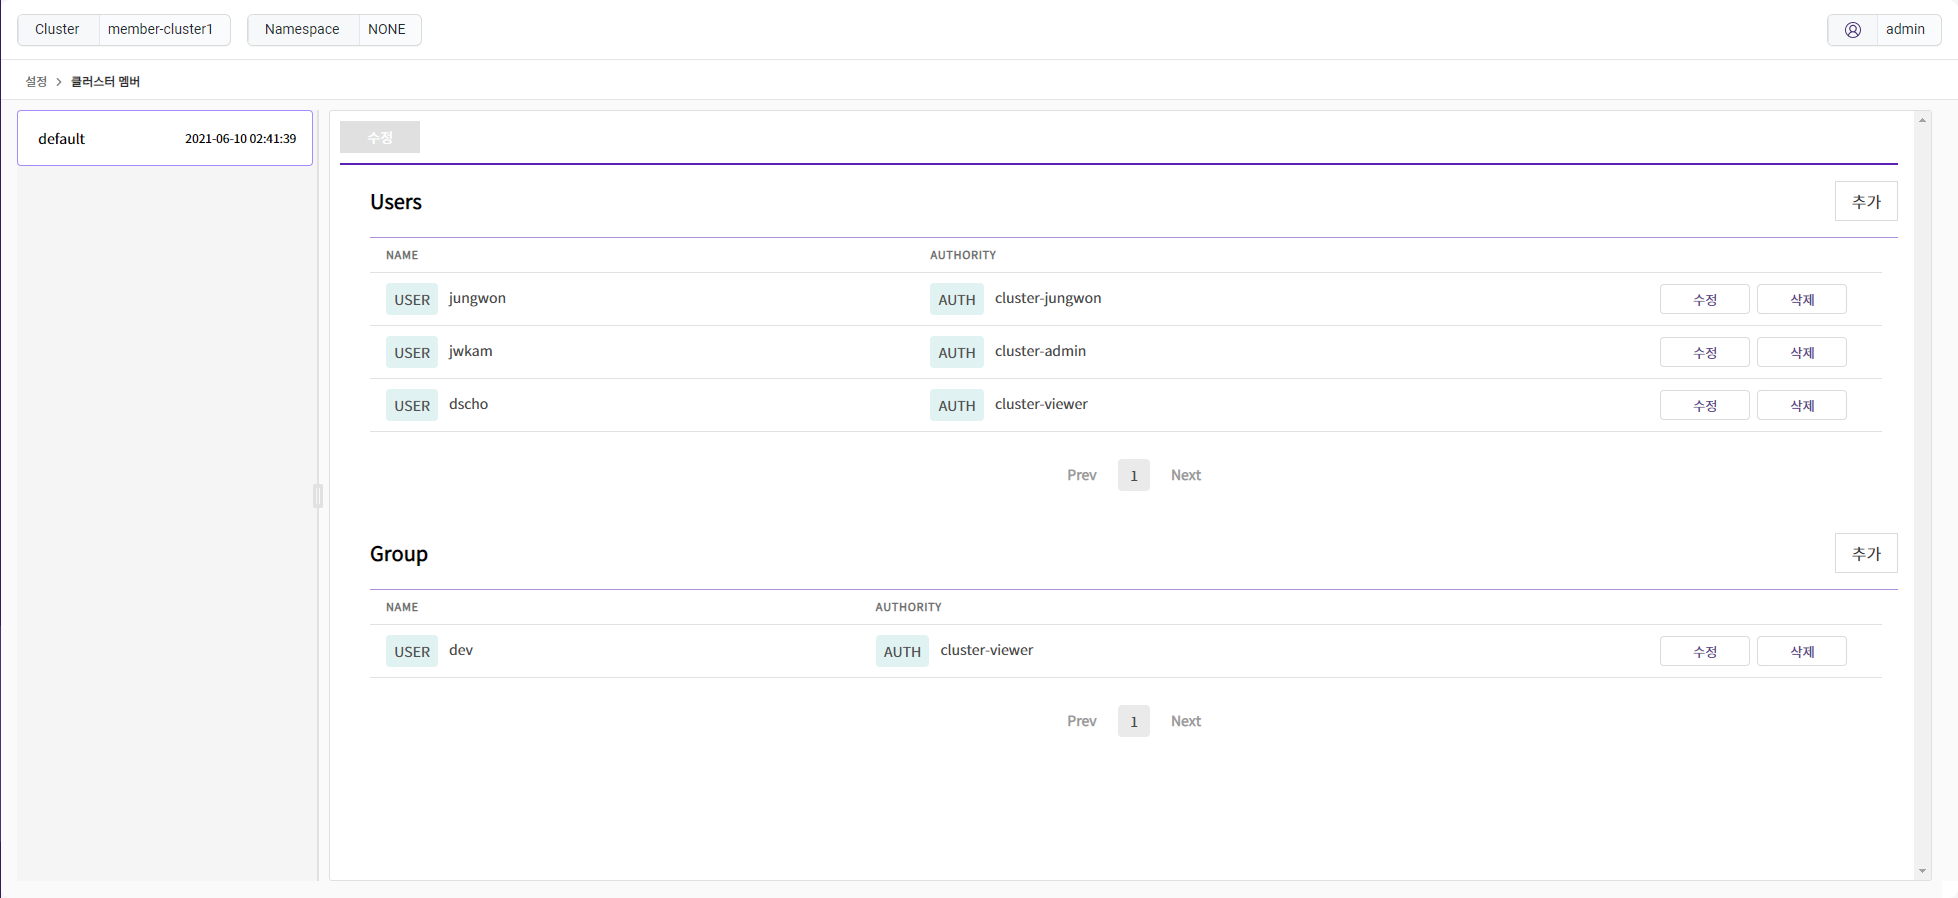 Cluster member-cluster1 Namespace NONE admin
설정 > 클러스터 멤버
default 2021-06-10 02:41:39
수정
Users 추가
NAME AUTHORITY
USER jungwon AUTH cluster-jungwon 수정 삭제
USER jwkam AUTH cluster-admin 수정 삭제
USER dscho AUTH cluster-viewer 수정 삭제
Prev 1 Next
Group 추가
NAME AUTHORITY
USER dev AUTH cluster-viewer 수정 삭제
Prev 1 Next